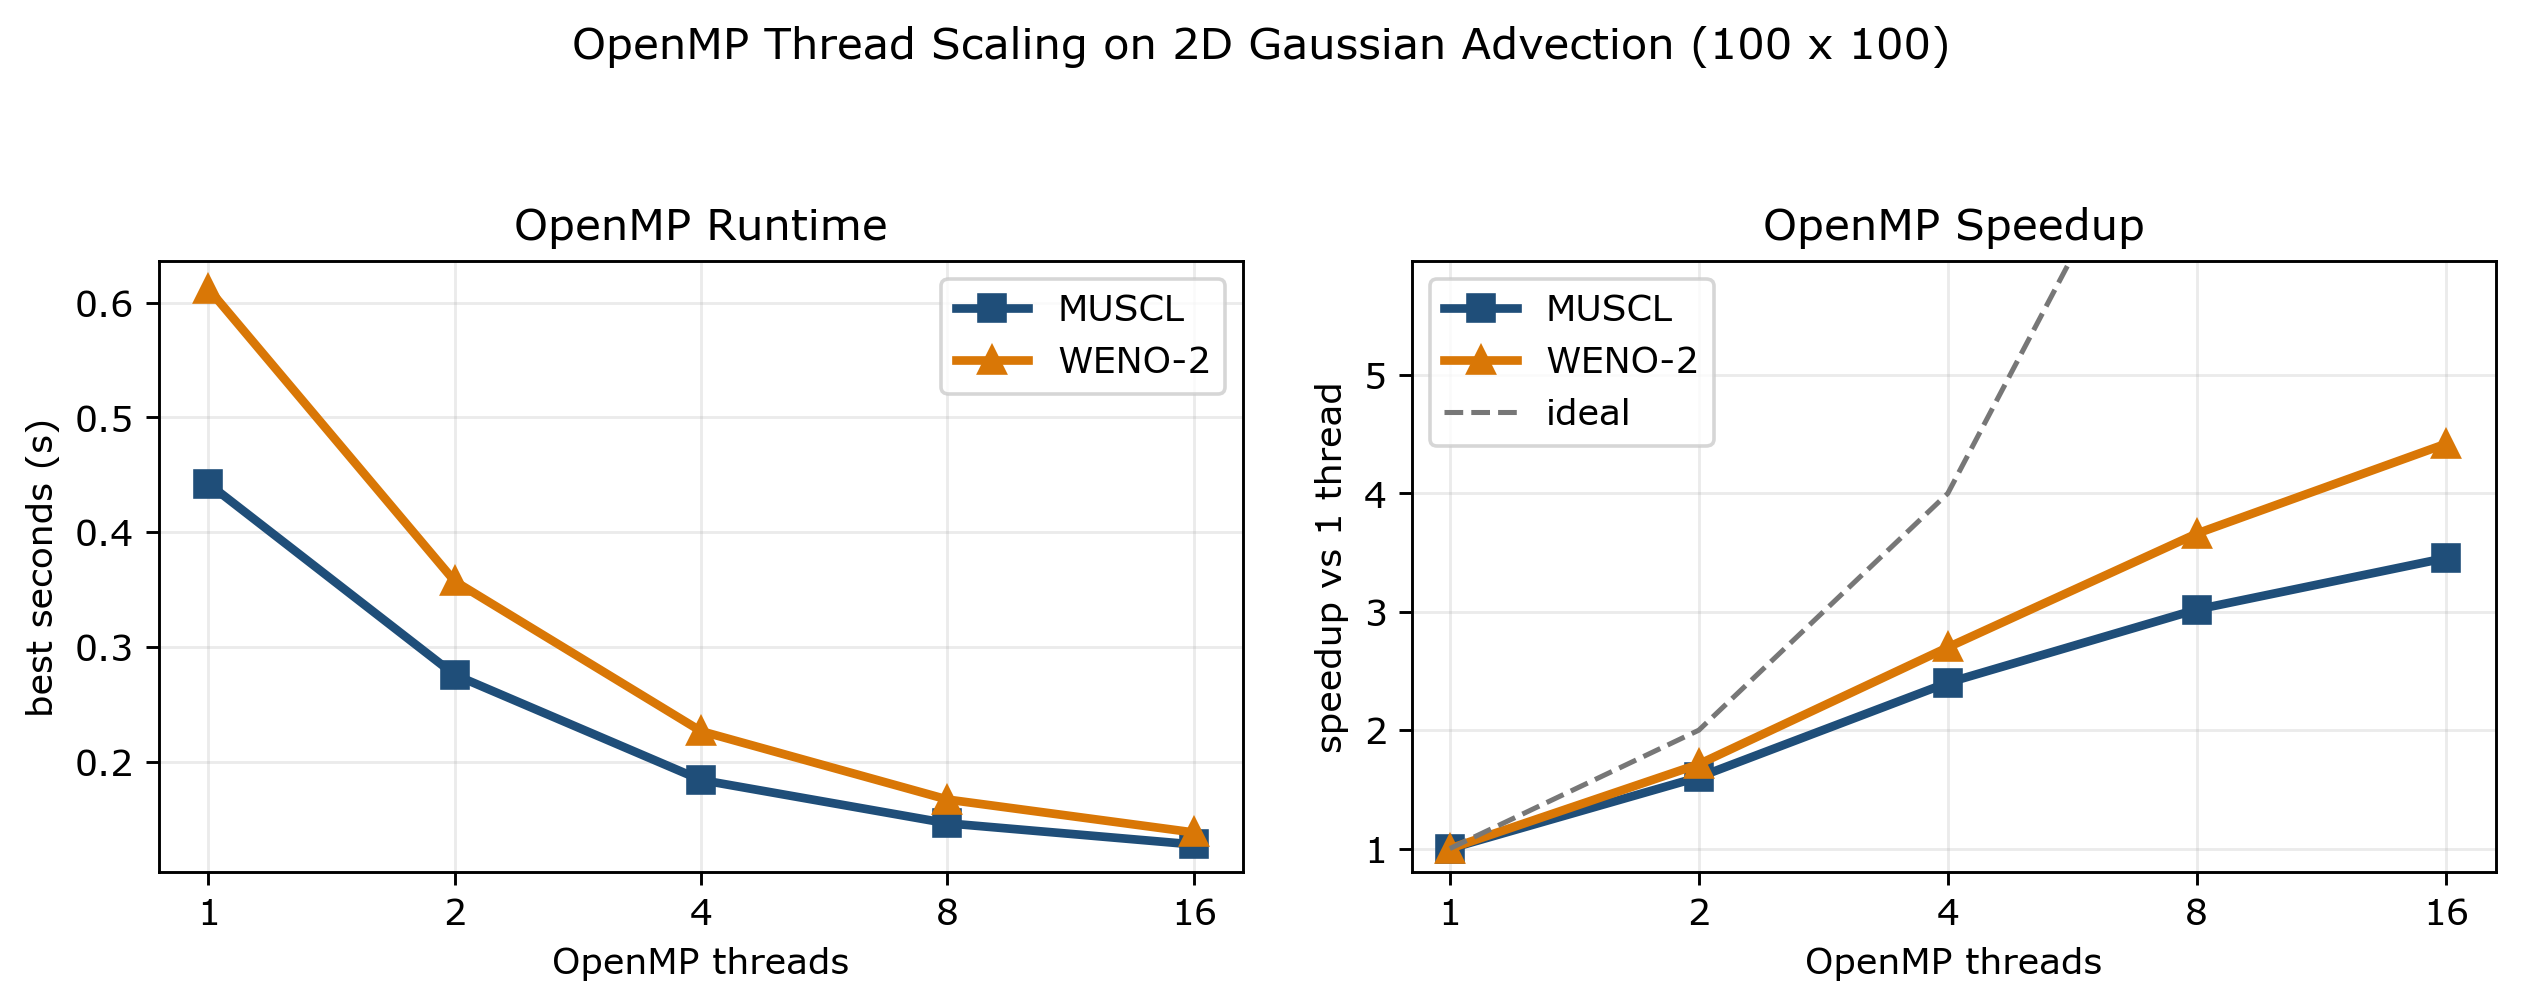 OpenMP Thread Scaling on 2D Gaussian Advection (100 x 100)
OpenMP Runtime
MUSCL
WENO-2
best seconds (s)
0.6
0.5
0.4
0.3
0.2
1 2 4 8 16
OpenMP threads
OpenMP Speedup
MUSCL
WENO-2
ideal
speedup vs 1 thread
5
4
3
2
1
1 2 4 8 16
OpenMP threads